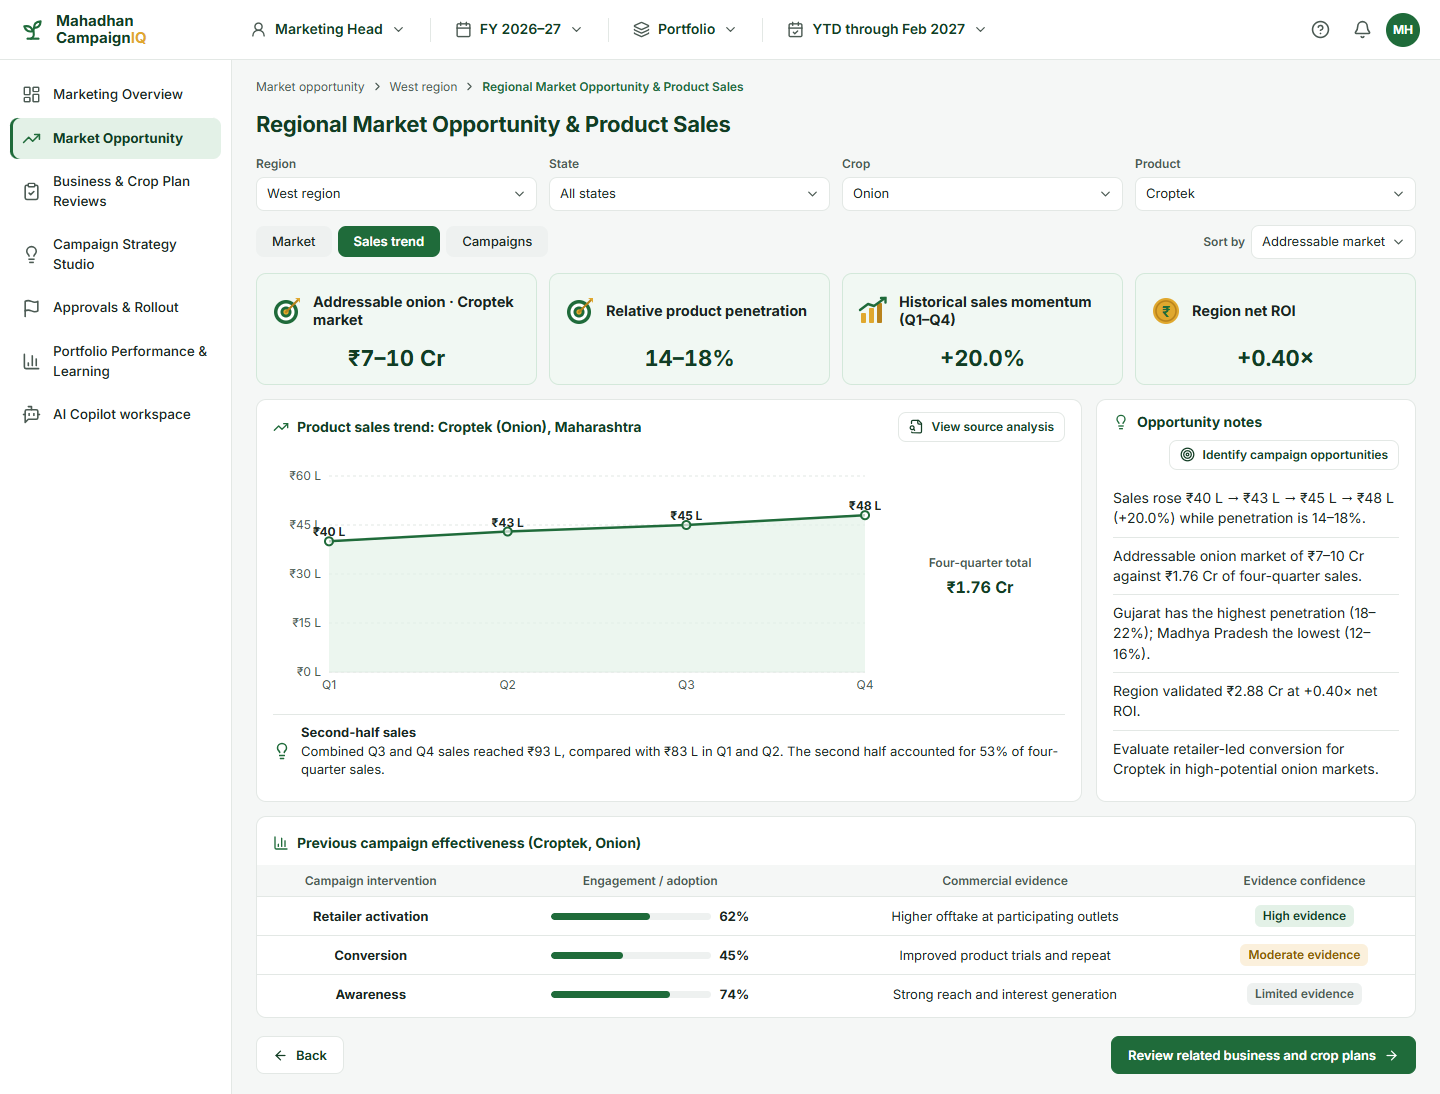 Mahadhan
CampaignIQ
Marketing Head
FY 2026–27
Portfolio
YTD through Feb 2027
MH
Marketing Overview
Market Opportunity
Business & Crop Plan
Reviews
Campaign Strategy
Studio
Approvals & Rollout
Portfolio Performance &
Learning
AI Copilot workspace
Market opportunity > West region > Regional Market Opportunity & Product Sales
Regional Market Opportunity & Product Sales
Region
West region
State
All states
Crop
Onion
Product
Croptek
Market
Sales trend
Campaigns
Sort by
Addressable market
Addressable onion · Croptek
market
₹7–10 Cr
Relative product penetration
14–18%
Historical sales momentum
(Q1–Q4)
+20.0%
Region net ROI
+0.40×
Product sales trend: Croptek (Onion), Maharashtra
View source analysis
₹60 L
₹45 L
₹30 L
₹15 L
₹0 L
₹40 L
₹43 L
₹45 L
₹48 L
Q1
Q2
Q3
Q4
Four-quarter total
₹1.76 Cr
Second-half sales
Combined Q3 and Q4 sales reached ₹93 L, compared with ₹83 L in Q1 and Q2. The second half accounted for 53% of four-
quarter sales.
Opportunity notes
Identify campaign opportunities
Sales rose ₹40 L → ₹43 L → ₹45 L → ₹48 L
(+20.0%) while penetration is 14–18%.
Addressable onion market of ₹7–10 Cr
against ₹1.76 Cr of four-quarter sales.
Gujarat has the highest penetration (18–
22%); Madhya Pradesh the lowest (12–
16%).
Region validated ₹2.88 Cr at +0.40× net
ROI.
Evaluate retailer-led conversion for
Croptek in high-potential onion markets.
Previous campaign effectiveness (Croptek, Onion)
Campaign intervention
Engagement / adoption
Commercial evidence
Evidence confidence
Retailer activation
62%
Higher offtake at participating outlets
High evidence
Conversion
45%
Improved product trials and repeat
Moderate evidence
Awareness
74%
Strong reach and interest generation
Limited evidence
← Back
Review related business and crop plans →